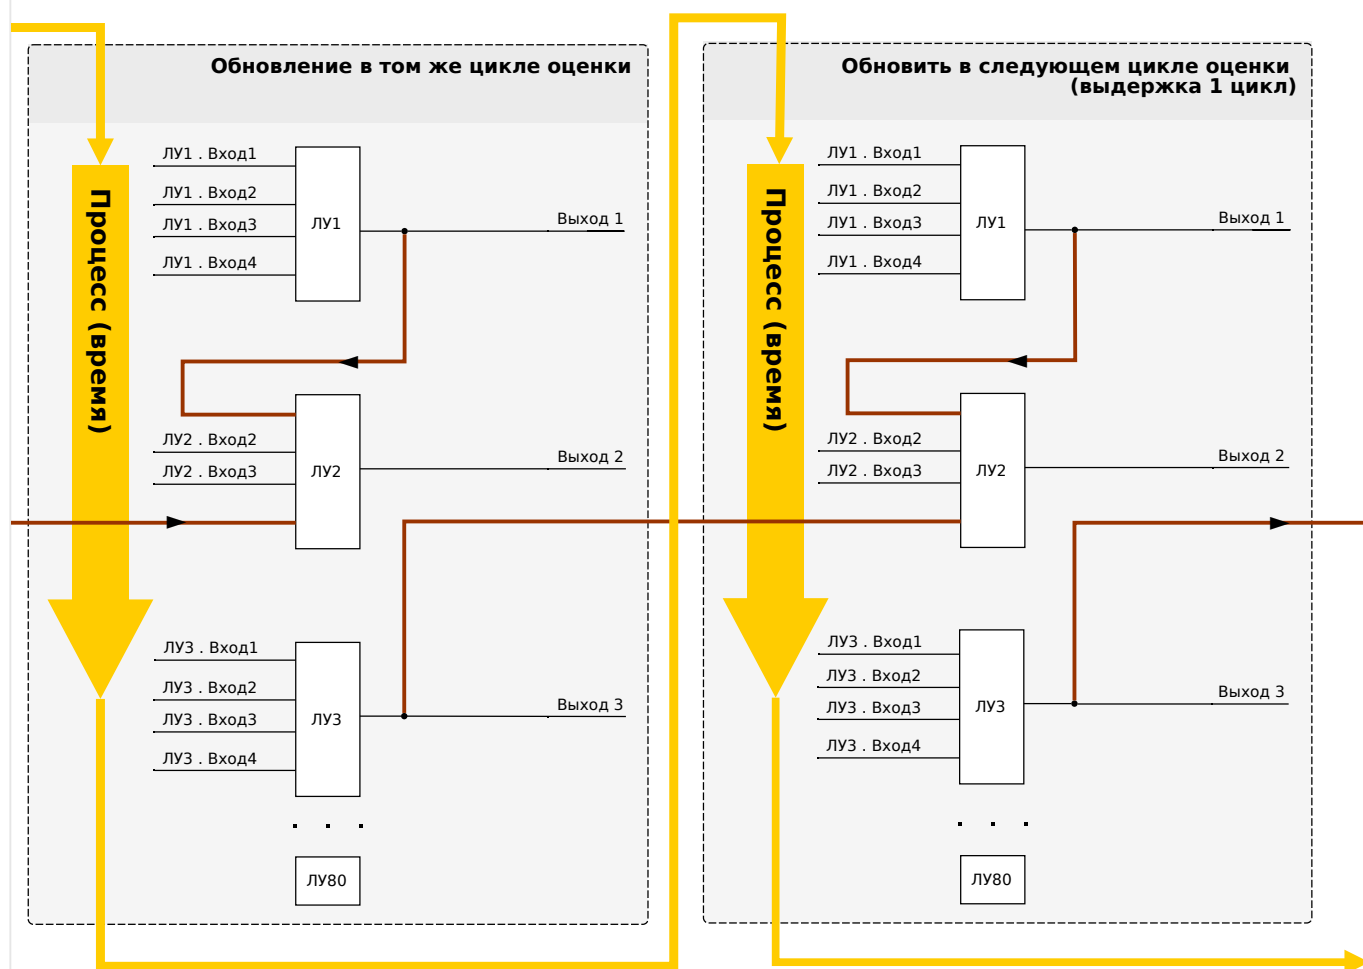 Обновление в том же цикле оценки
Процесс (время)
ЛУ1 . Вход1
ЛУ1 . Вход2
ЛУ1 . Вход3
ЛУ1 . Вход4
ЛУ1
Выход 1
ЛУ2 . Вход2
ЛУ2 . Вход3
ЛУ2
Выход 2
ЛУ3 . Вход1
ЛУ3 . Вход2
ЛУ3 . Вход3
ЛУ3 . Вход4
ЛУ3
Выход 3
. . .
ЛУ80
Обновить в следующем цикле оценки
(выдержка 1 цикл)
Процесс (время)
ЛУ1 . Вход1
ЛУ1 . Вход2
ЛУ1 . Вход3
ЛУ1 . Вход4
ЛУ1
Выход 1
ЛУ2 . Вход2
ЛУ2 . Вход3
ЛУ2
Выход 2
ЛУ3 . Вход1
ЛУ3 . Вход2
ЛУ3 . Вход3
ЛУ3 . Вход4
ЛУ3
Выход 3
. . .
ЛУ80